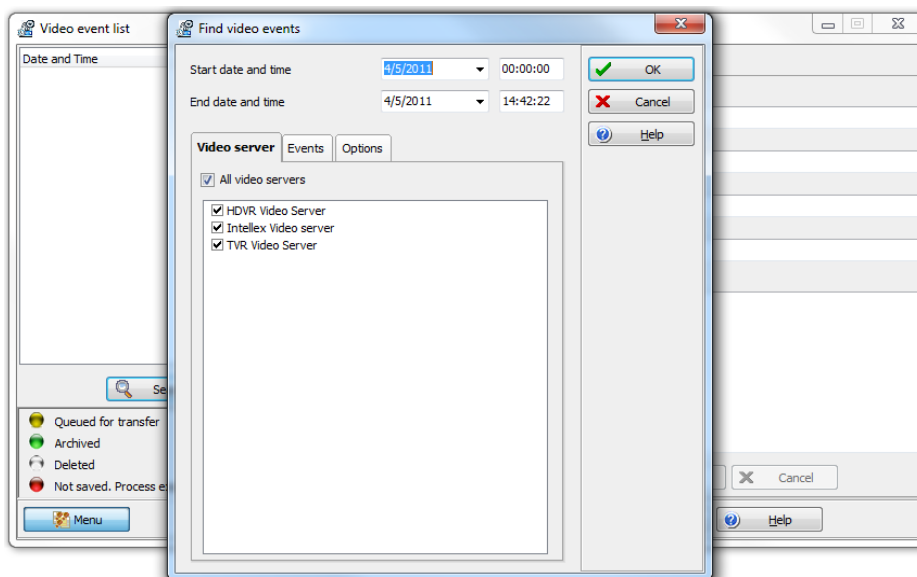 Video event list
Date and Time
Queued for transfer
Archived
Deleted
Not saved. Process
Menu
Find video events
Start date and time 4/5/2011 00:00:00
End date and time 4/5/2011 14:42:22
Video server Events Options
All video servers
HDVR Video Server
Intellex Video server
TVR Video Server
OK
Cancel
Help
Cancel
Help